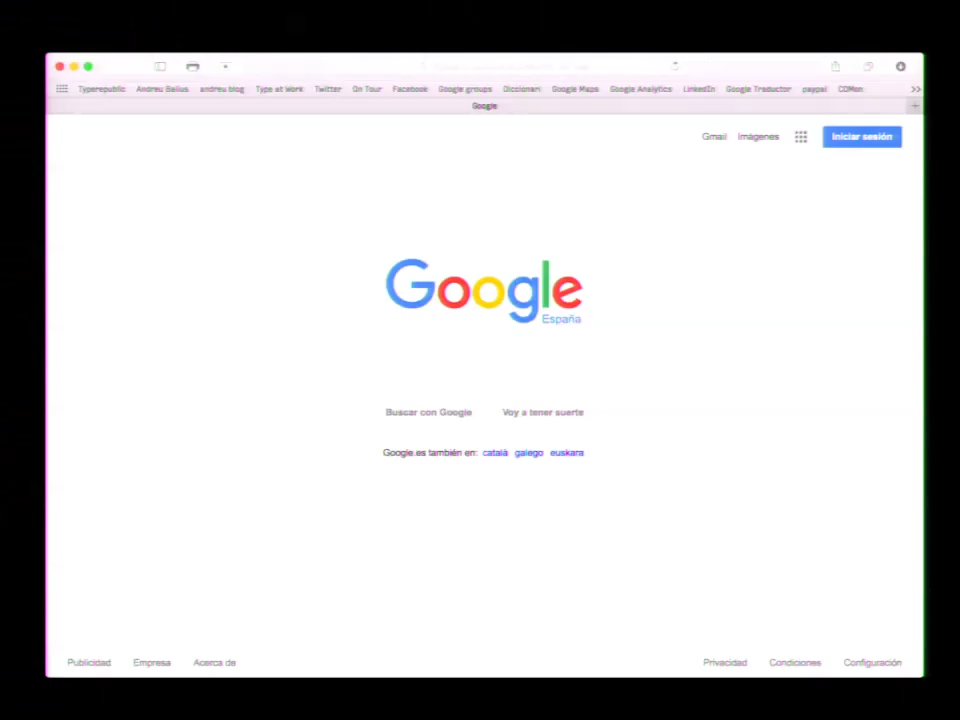 Typerepublic Andreu Balius andreu blog Type at Work Twitter On Tour Facebook Google groups Diccionari Google Maps Google Analytics LinkedIn Google Traductor paypal CDMon >>
Google
Gmail Imágenes Iniciar sesión
Google
España
Buscar con Google Voy a tener suerte
Google.es también en: català galego euskara
Publicidad Empresa Acerca de Privacidad Condiciones Configuración